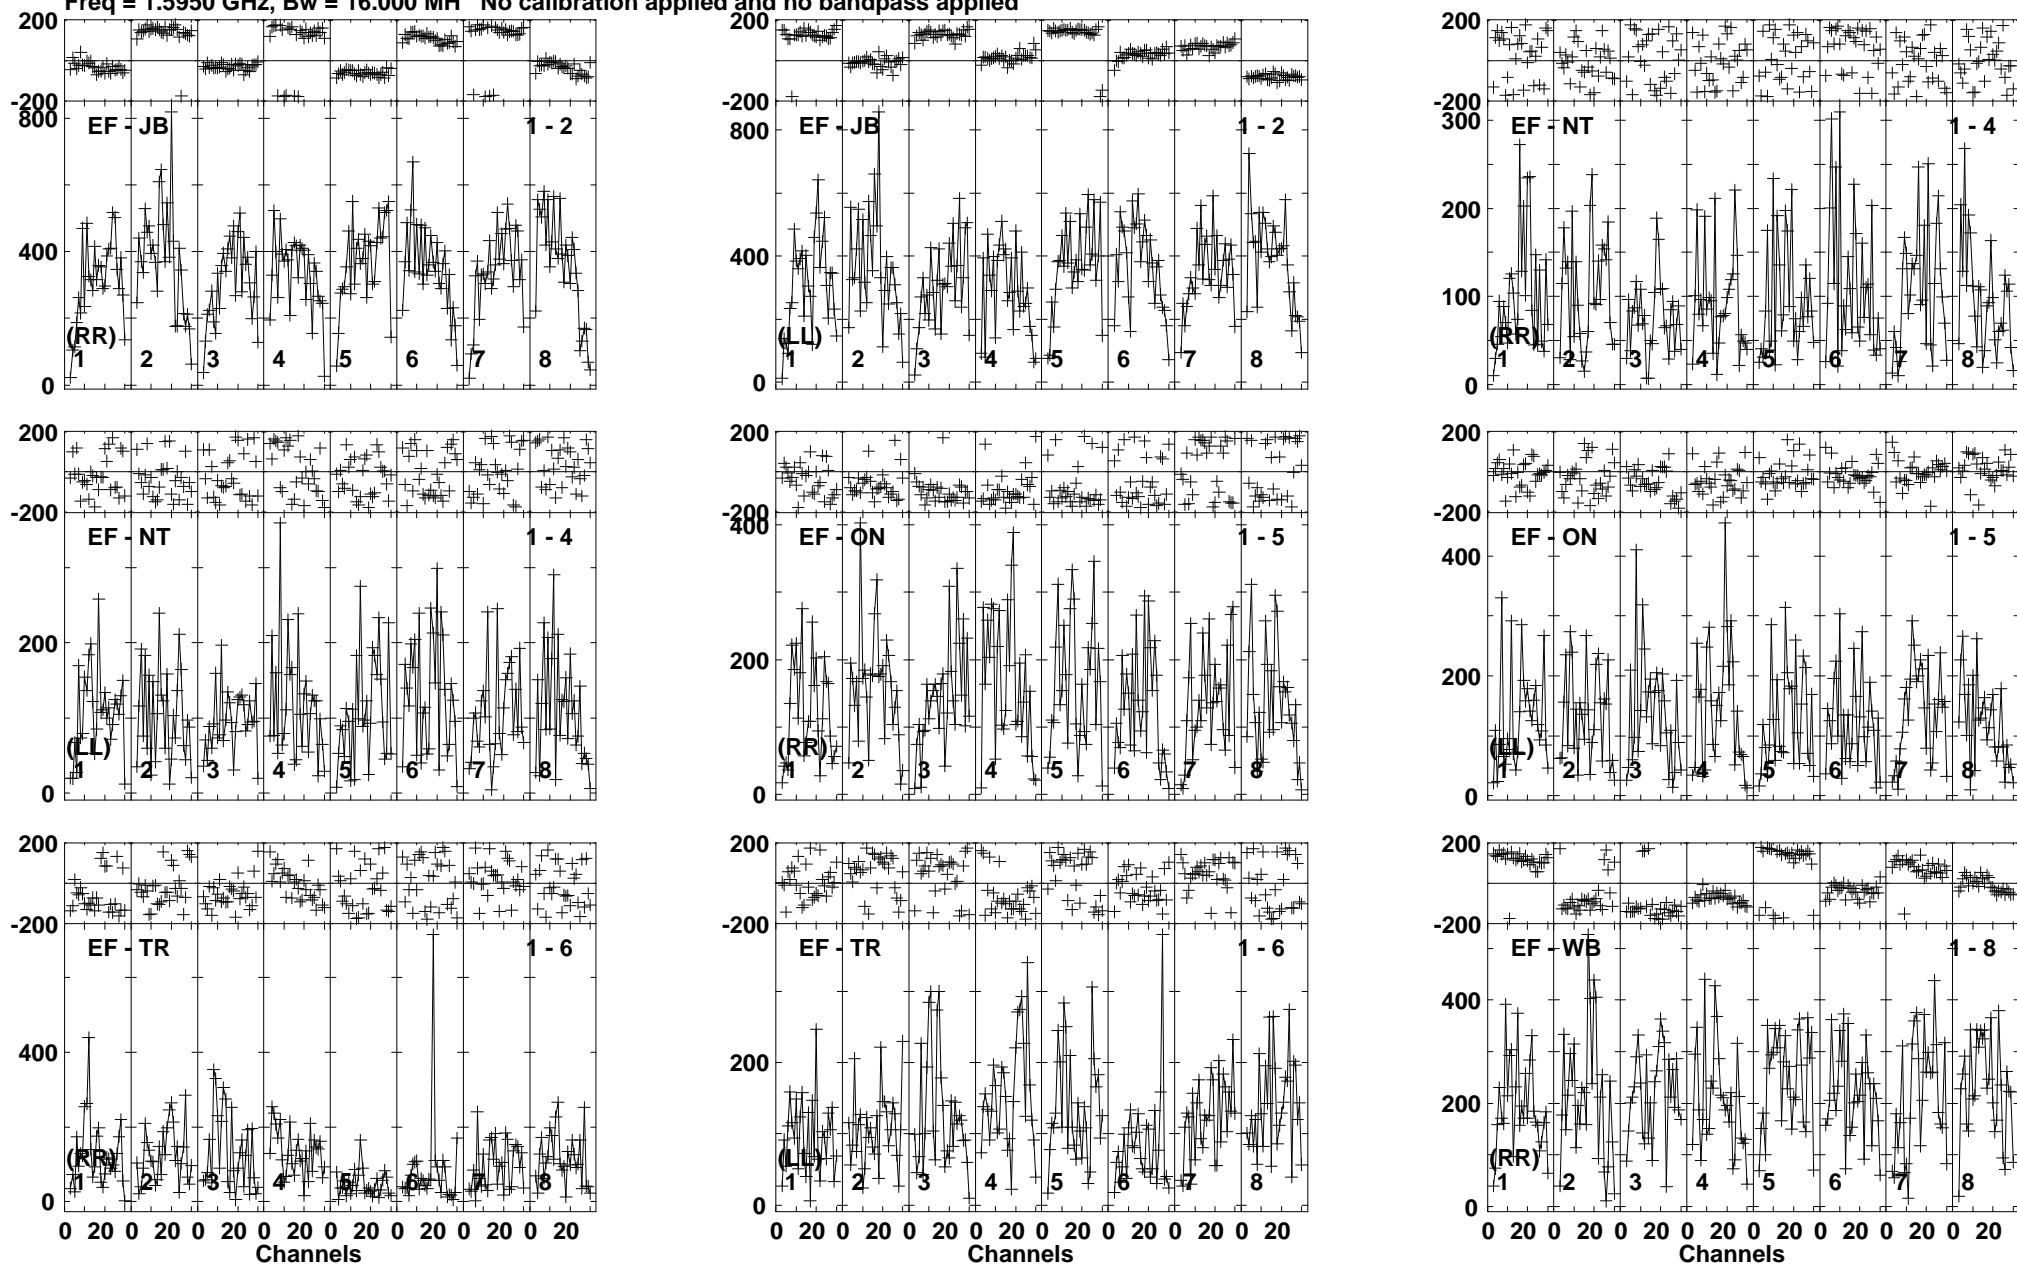 Freq = 1.5950 GHz, Bw = 16.000 MH No calibration applied and no bandpass applied
200 200 200
-200 -200 -200
800 800 300
EF - JB 1 - 2 EF - JB 1 - 2 EF - NT 1 - 4
200
400 400
100
(RR) (LL) (RR)
1 2 3 4 5 6 7 8 1 2 3 4 5 6 7 8 1 2 3 4 5 6 7 8
0 0 0
200 200 200
-200 -200 -200
400
EF - NT 1 - 4 EF - ON 1 - 5 EF - ON 1 - 5
400
200 200 200
(LL) (RR) (LL)
1 2 3 4 5 6 7 8 1 2 3 4 5 6 7 8 1 2 3 4 5 6 7 8
0 0 0
200 200 200
-200 -200 -200
EF - TR 1 - 6 EF - TR 1 - 6 EF - WB 1 - 8
400 400
200
200
(RR) (LL) (RR)
1 2 3 4 5 6 7 8 1 2 3 4 5 6 7 8 1 2 3 4 5 6 7 8
0 0 0
0 20 0 20 0 20 0 20 0 20 0 20 0 20 0 20 0 20 0 20 0 20 0 20 0 20 0 20 0 20 0 20 0 20 0 20 0 20 0 20 0 20 0 20 0 20 0 20
Channels Channels Channels